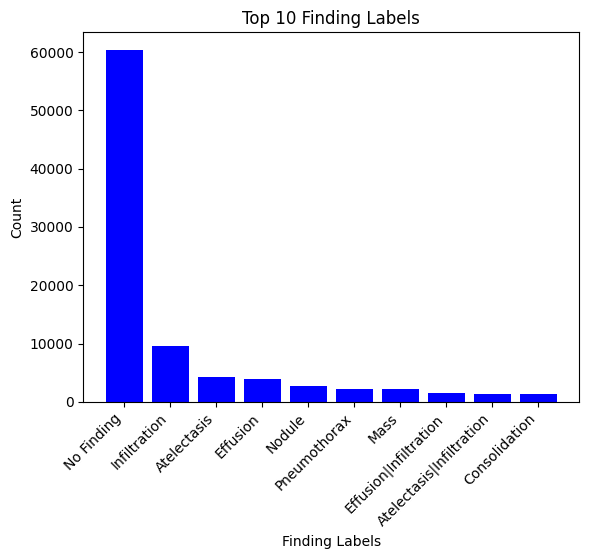 Top 10 Finding Labels
Count
60000
50000
40000
30000
20000
10000
0
No Finding
Infiltration
Atelectasis
Effusion
Nodule
Pneumothorax
Mass
Effusion|Infiltration
Atelectasis|Infiltration
Consolidation
Finding Labels